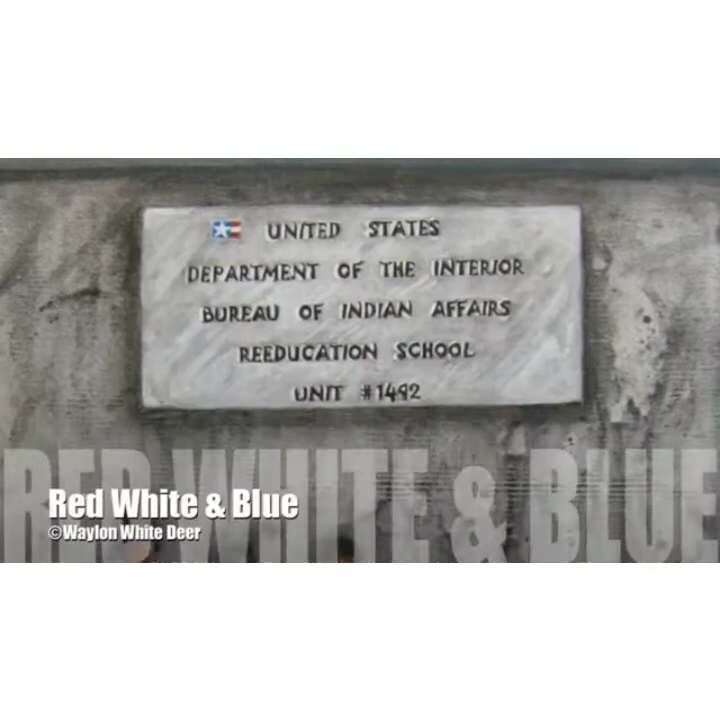 UNITED STATES
DEPARTMENT OF THE INTERIOR
BUREAU OF INDIAN AFFAIRS
REEDUCATION SCHOOL
UNIT #1492
RED WHITE & BLUE
Red White & Blue
©Waylon White Deer